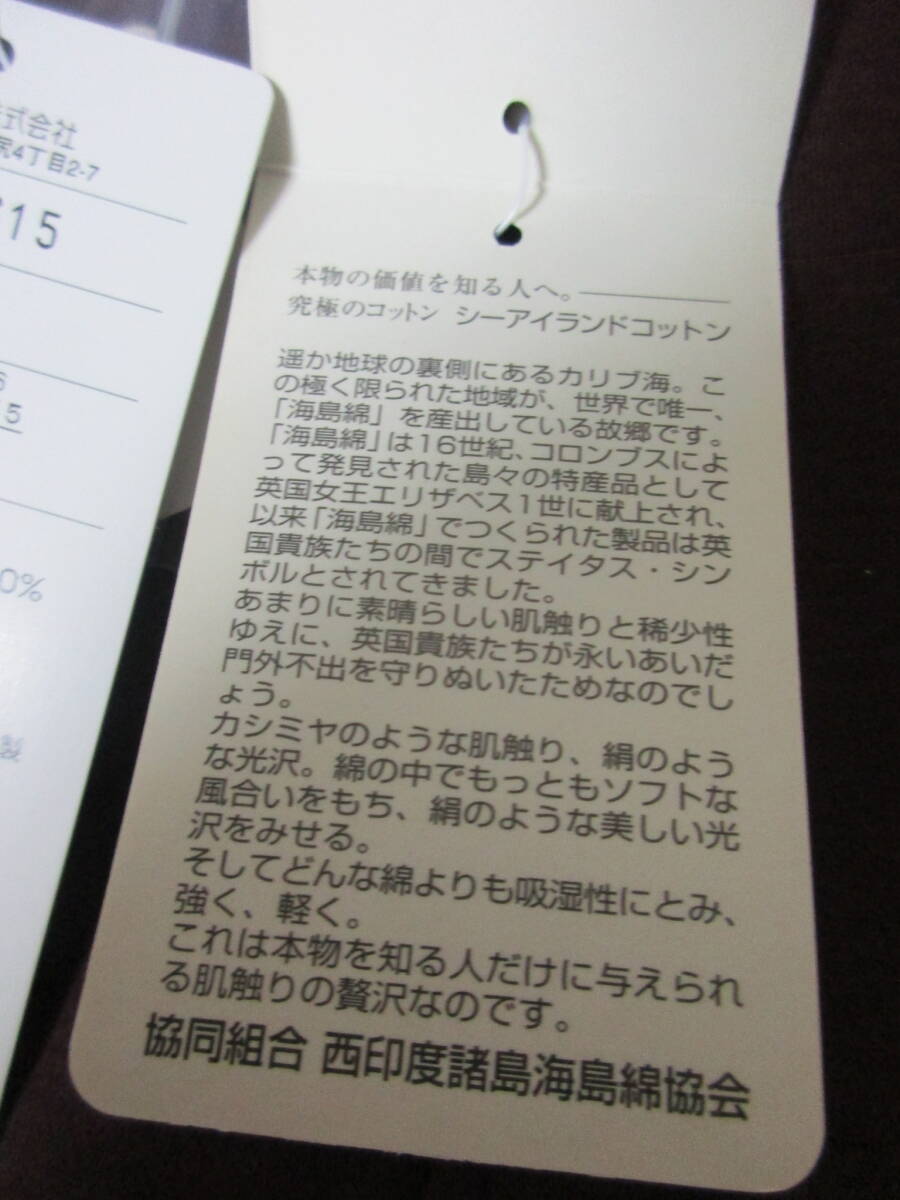 式会社
4丁目2-7
15
6
15
0%
製
本物の価値を知る人へ。
究極のコットン シーアイランドコットン
遥か地球の裏側にあるカリブ海。こ
の極く限られた地域が、世界で唯一、
「海島綿」を産出している故郷です。
「海島綿」は16世紀、コロンブスによ
って発見された島々の特産品として
英国女王エリザベス1世に献上され、
以来「海島綿」でつくられた製品は英
国貴族たちの間でステイタス・シン
ボルとされてきました。
あまりに素晴らしい肌触りと稀少性
ゆえに、英国貴族たちが永いあいだ
門外不出を守りぬいたためなのでし
ょう。
カシミヤのような肌触り、絹のよう
な光沢。綿の中でもっともソフトな
風合いをもち、絹のような美しい光
沢をみせる。
そしてどんな綿よりも吸湿性にとみ、
強く、軽く。
これは本物を知る人だけに与えられ
る肌触りの贅沢なのです。
協同組合 西印度諸島海島綿協会